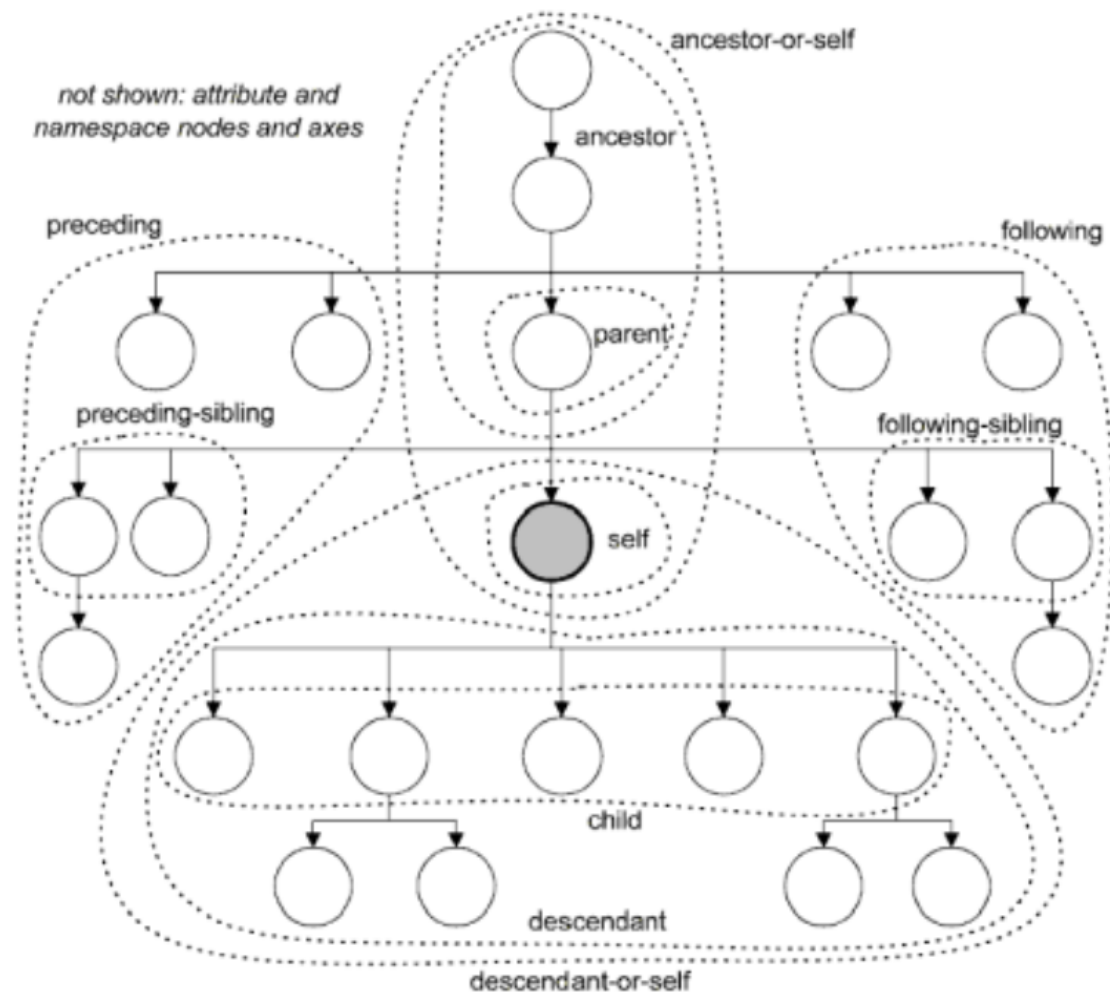 ancestor-or-self
not shown: attribute and
namespace nodes and axes
ancestor
preceding
following
parent
preceding-sibling
following-sibling
self
child
descendant
descendant-or-self